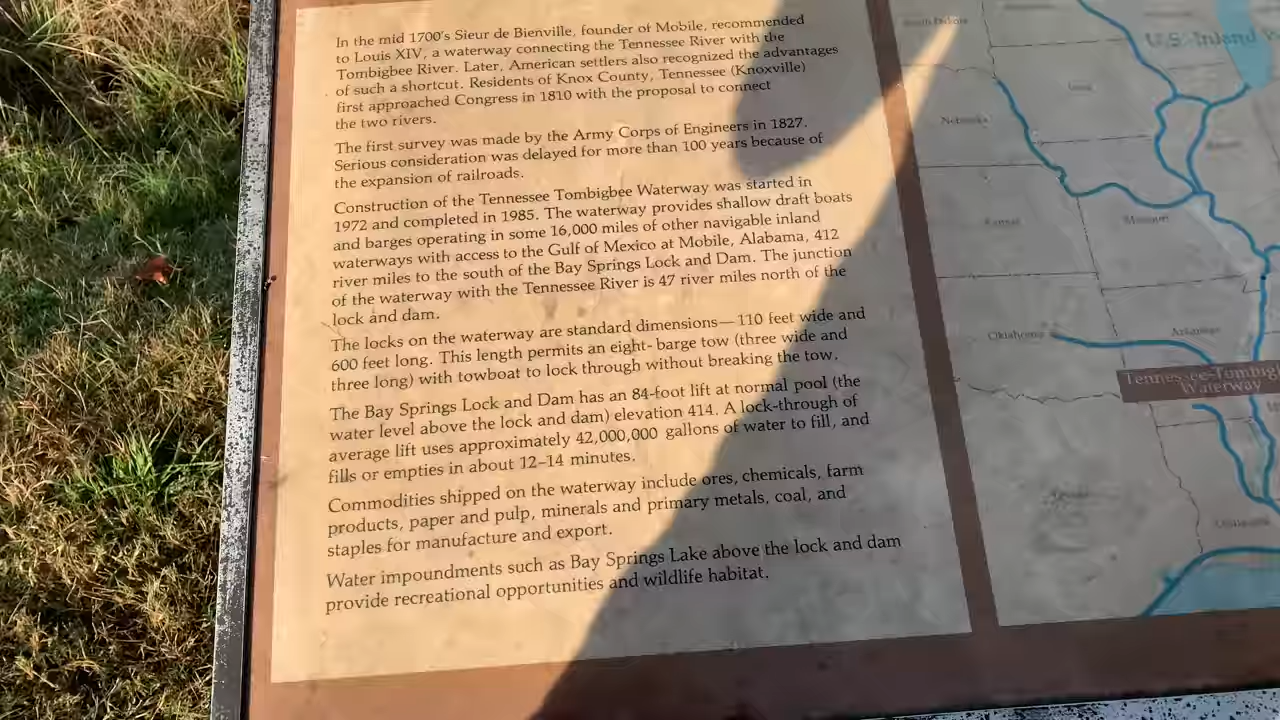 In the mid 1700's Sieur de Bienville, founder of Mobile, recommended
to Louis XIV, a waterway connecting the Tennessee River with the
Tombigbee River. Later, American settlers also recognized the advantages
of such a shortcut. Residents of Knox County, Tennessee (Knoxville)
first approached Congress in 1810 with the proposal to connect
the two rivers.
The first survey was made by the Army Corps of Engineers in 1827.
Serious consideration was delayed for more than 100 years because of
the expansion of railroads.
Construction of the Tennessee Tombigbee Waterway was started in
1972 and completed in 1985. The waterway provides shallow draft boats
and barges operating in some 16,000 miles of other navigable inland
waterways with access to the Gulf of Mexico at Mobile, Alabama, 412
river miles to the south of the Bay Springs Lock and Dam. The junction
of the waterway with the Tennessee River is 47 river miles north of the
lock and dam.
The locks on the waterway are standard dimensions—110 feet wide and
600 feet long. This length permits an eight- barge tow (three wide and
three long) with towboat to lock through without breaking the tow.
The Bay Springs Lock and Dam has an 84-foot lift at normal pool (the
water level above the lock and dam) elevation 414. A lock-through of
average lift uses approximately 42,000,000 gallons of water to fill, and
fills or empties in about 12–14 minutes.
Commodities shipped on the waterway include ores, chemicals, farm
products, paper and pulp, minerals and primary metals, coal, and
staples for manufacture and export.
Water impoundments such as Bay Springs Lake above the lock and dam
provide recreational opportunities and wildlife habitat.
South Dakota
U.S. Inland
Iowa
Nebraska
Kansas
Missouri
Oklahoma
Arkansas
Tennessee-Tombig
Waterway
Texas
Louisiana